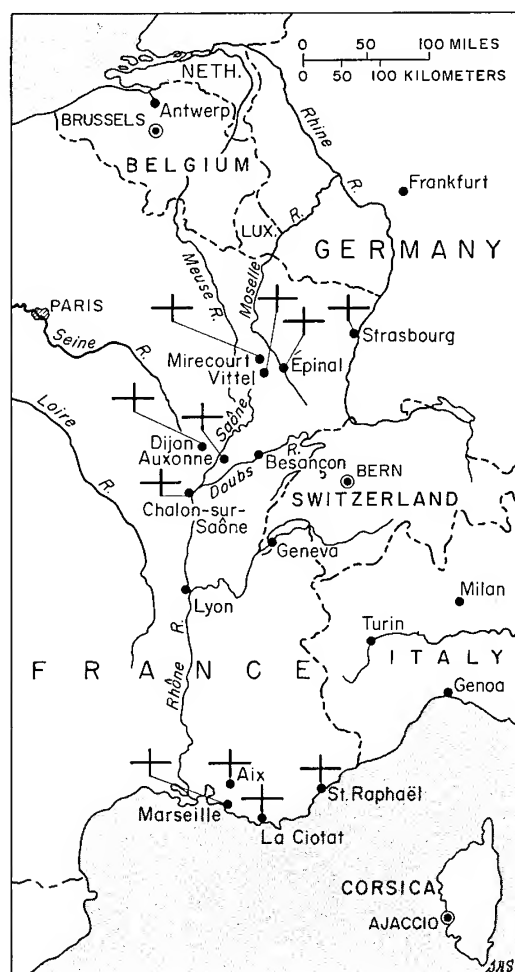 0 50 100 MILES
0 50 100 KILOMETERS
NETH.
Antwerp
BRUSSELS
BELGIUM
Rhine
R.
Frankfurt
LUX.
R.
GERMANY
Meuse R.
Moselle
PARIS
Seine
R.
Strasbourg
Mirecourt
Vittel
Épinal
Loire
R.
Saône
Dijon
Auxonne
Besançon
R.
Doubs
BERN
SWITZERLAND
Chalon-sur-
Saône
Geneva
Lyon
Milan
Turin
FRANCE
ITALY
Rhône R.
Genoa
Aix
St. Raphaël
Marseille
La Ciotat
CORSICA
AJACCIO
SHS